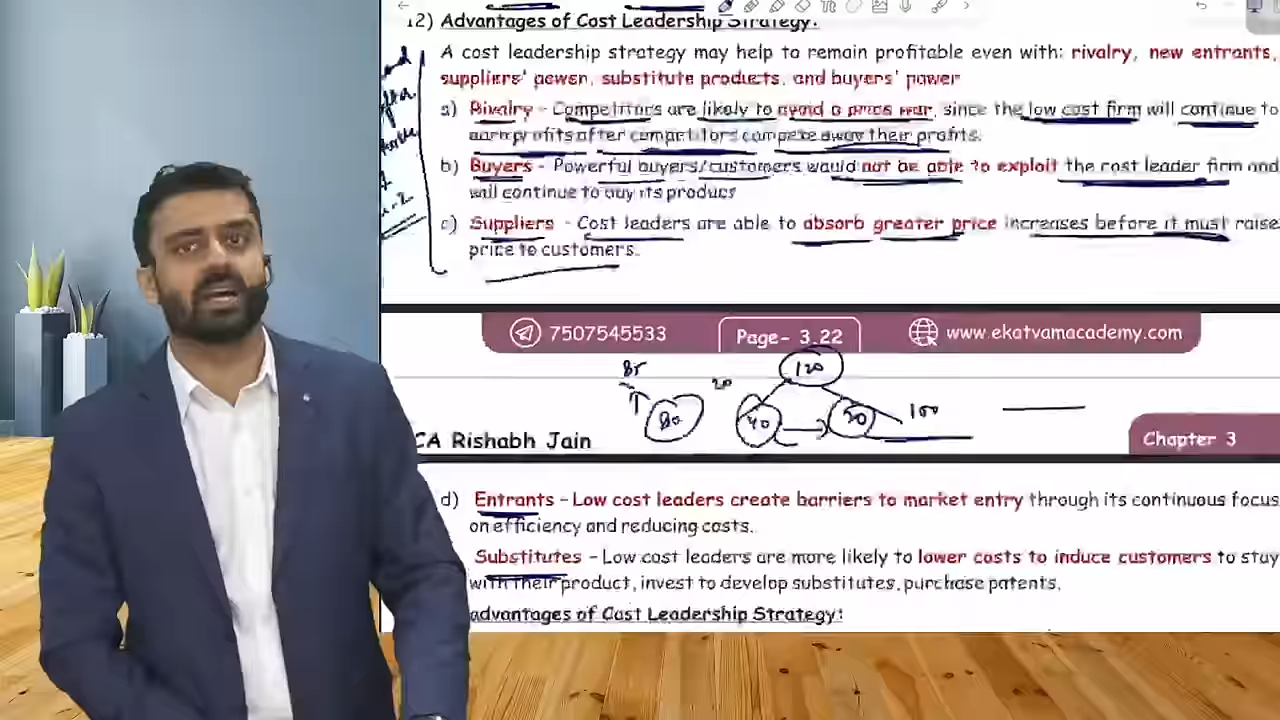 12) Advantages of Cost Leadership Strategy:
A cost leadership strategy may help to remain profitable even with: rivalry, new entrants,
suppliers' power, substitute products, and buyers' power
a) Rivalry - Competitors are likely to avoid a price war, since the low cost firm will continue to
earn profits after competitors compete away their profits.
b) Buyers - Powerful buyers/customers would not be able to exploit the cost leader firm and
will continue to buy its product
c) Suppliers - Cost leaders are able to absorb greater price increases before it must raise
price to customers.
7507545533
Page- 3.22
www.ekatvamacademy.com
85
20
120
80
40
50
100
CA Rishabh Jain
Chapter 3
d) Entrants - Low cost leaders create barriers to market entry through its continuous focus
on efficiency and reducing costs.
Substitutes - Low cost leaders are more likely to lower costs to induce customers to stay
with their product, invest to develop substitutes, purchase patents.
advantages of Cost Leadership Strategy: